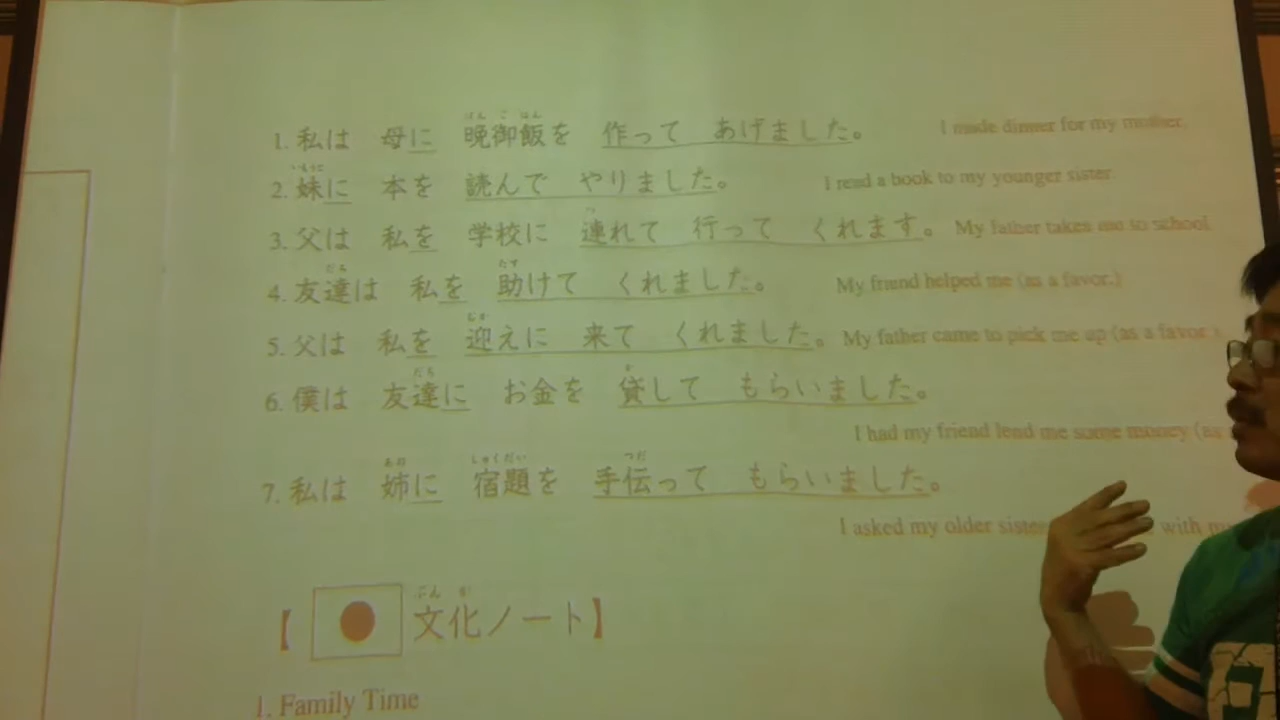 1. 私は 母に 晩御飯を 作って あげました。 I made dinner for my mother.
2. 妹に 本を 読んで やりました。 I read a book to my younger sister.
3. 父は 私を 学校に 連れて 行って くれます。 My father takes me to school.
4. 友達は 私を 助けて くれました。 My friend helped me (as a favor.)
5. 父は 私を 迎えに 来て くれました。 My father came to pick me up (as a favor.)
6. 僕は 友達に お金を 貸して もらいました。
I had my friend lend me some money (as
7. 私は 姉に 宿題を 手伝って もらいました。
I asked my older sister with
【文化ノート】
1. Family Time